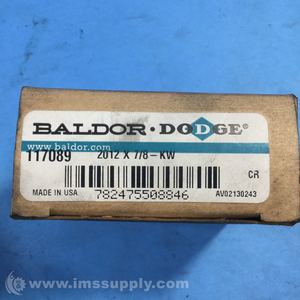 BALDOR · DODGE®
www.baldor.com
117089 2012 X 7/8-KW
CR
MADE IN USA 782475508846 AV02130243
© www.imssupply.com